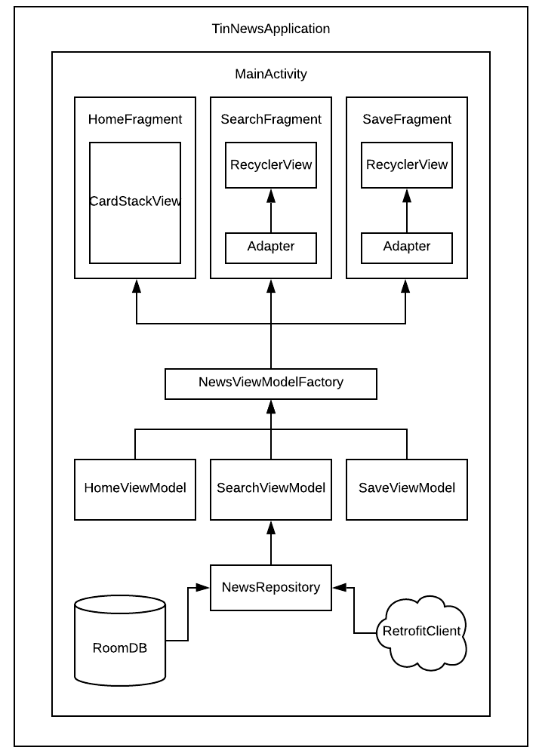 TinNewsApplication
MainActivity
HomeFragment
SearchFragment
SaveFragment
CardStackView
RecyclerView
RecyclerView
Adapter
Adapter
NewsViewModelFactory
HomeViewModel
SearchViewModel
SaveViewModel
NewsRepository
RoomDB
RetrofitClient